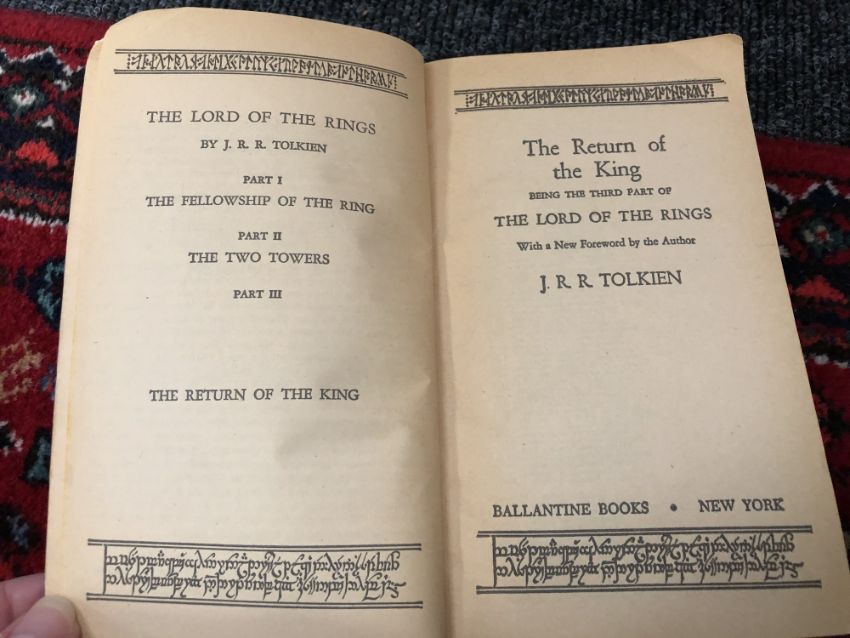 THE LORD OF THE RINGS
BY J. R. R. TOLKIEN
PART I
THE FELLOWSHIP OF THE RING
PART II
THE TWO TOWERS
PART III
THE RETURN OF THE KING
The Return of
the King
BEING THE THIRD PART OF
THE LORD OF THE RINGS
With a New Foreword by the Author
J. R. R. TOLKIEN
BALLANTINE BOOKS • NEW YORK